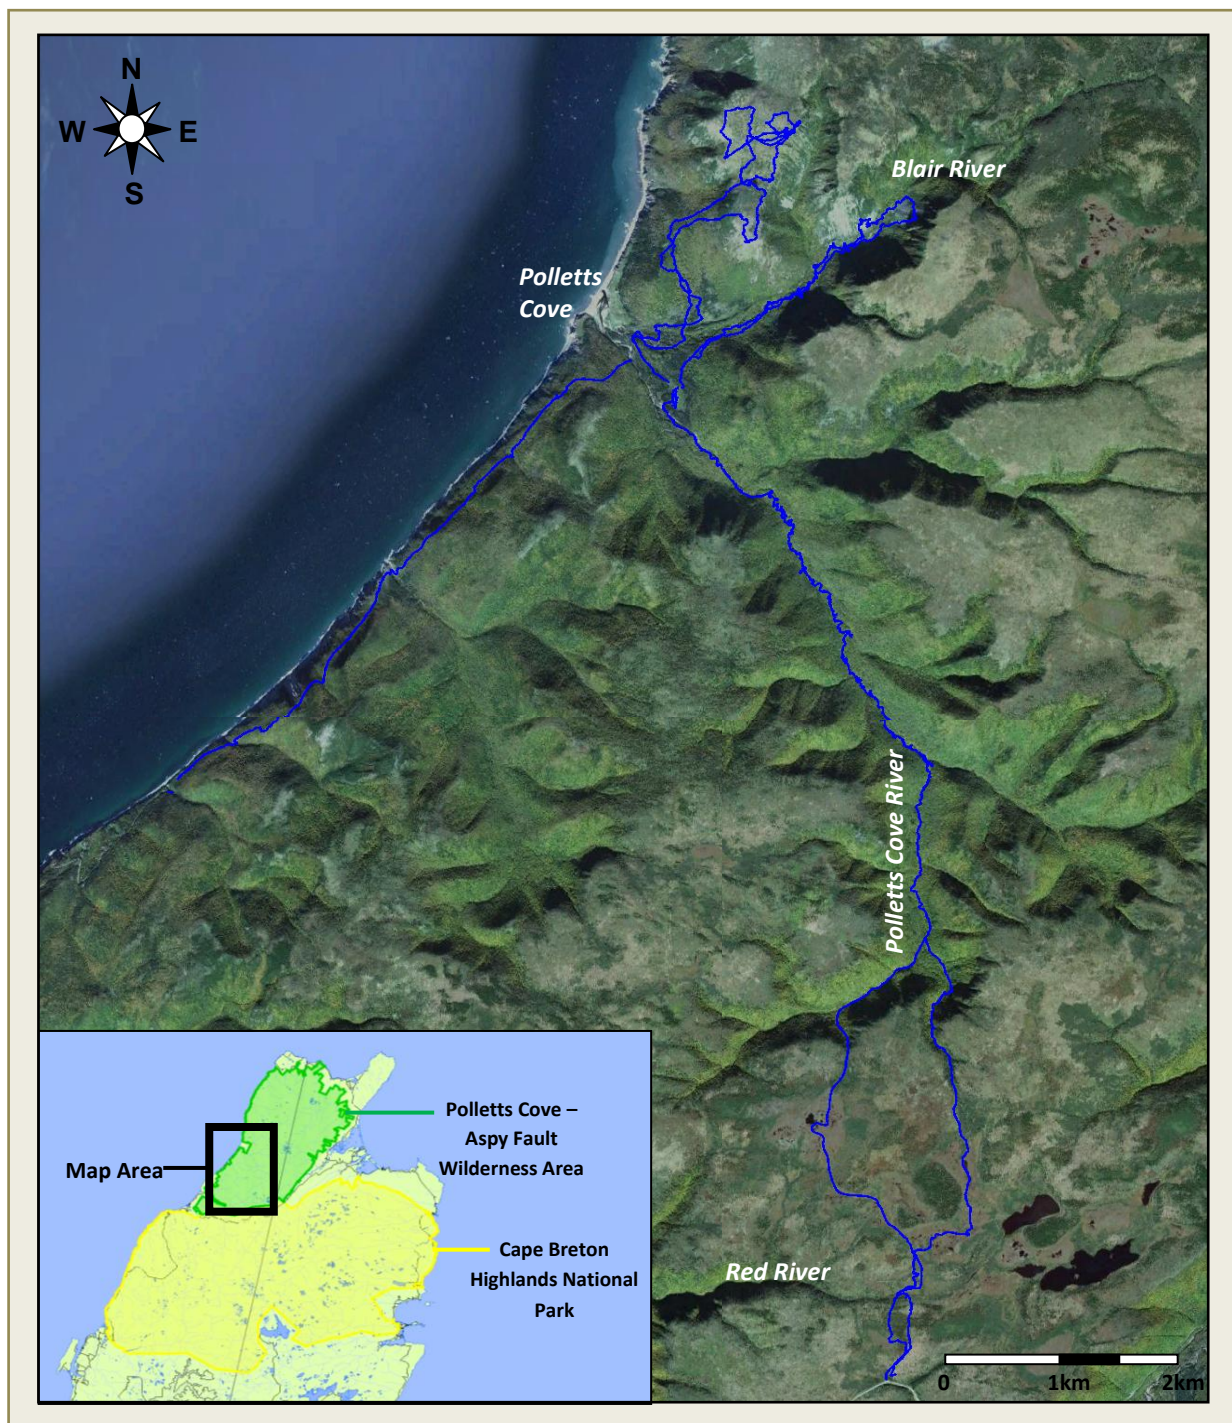 N
W E
S
Blair River
Polletts
Cove
Polletts Cove River
Polletts Cove –
Aspy Fault
Wilderness Area
Map Area
Cape Breton
Highlands National
Park
Red River
0 1km 2km